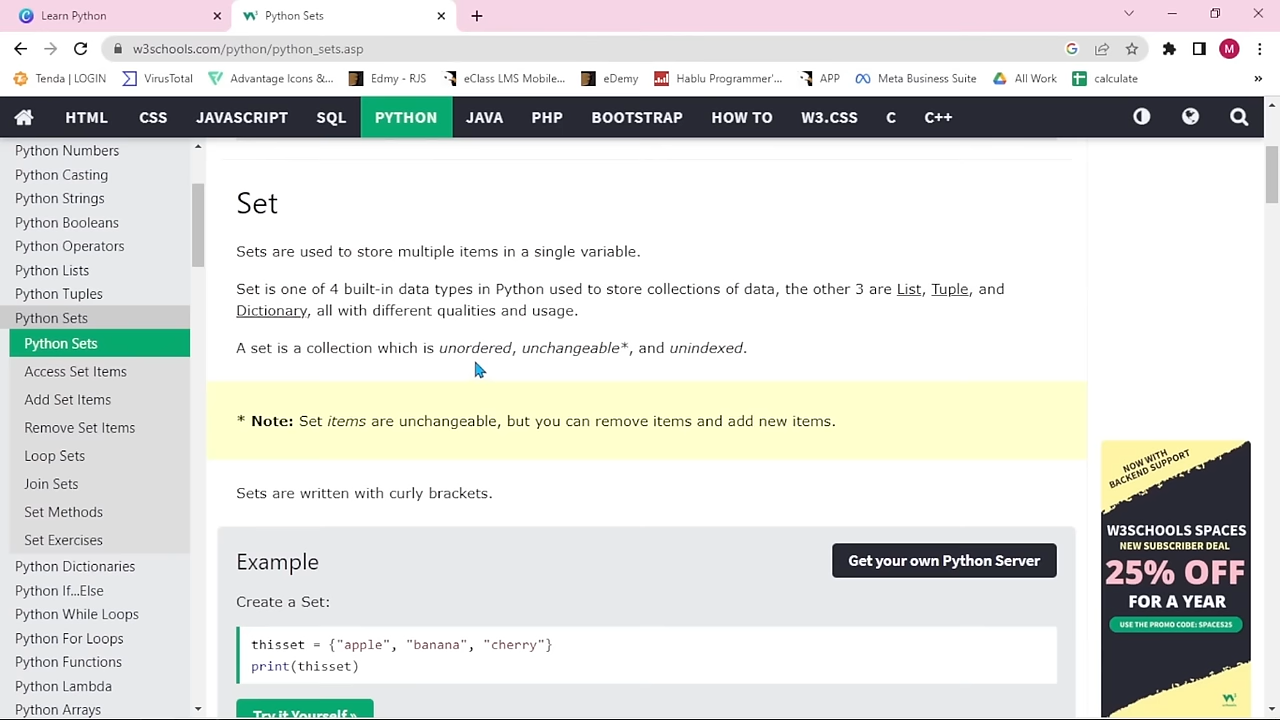 Learn Python
Python Sets
w3schools.com/python/python_sets.asp
Tenda | LOGIN
VirusTotal
Advantage Icons &...
Edmy - RJS
eClass LMS Mobile...
eDemy
Hablu Programmer'...
APP
Meta Business Suite
All Work
calculate
M
HTML
CSS
JAVASCRIPT
SQL
PYTHON
JAVA
PHP
BOOTSTRAP
HOW TO
W3.CSS
C
C++
Python Numbers
Python Casting
Python Strings
Python Booleans
Python Operators
Python Lists
Python Tuples
Python Sets
Python Sets
Access Set Items
Add Set Items
Remove Set Items
Loop Sets
Join Sets
Set Methods
Set Exercises
Python Dictionaries
Python If...Else
Python While Loops
Python For Loops
Python Functions
Python Lambda
Python Arrays
Set
Sets are used to store multiple items in a single variable.
Set is one of 4 built-in data types in Python used to store collections of data, the other 3 are List, Tuple, and
Dictionary, all with different qualities and usage.
A set is a collection which is unordered, unchangeable*, and unindexed.
* Note: Set items are unchangeable, but you can remove items and add new items.
Sets are written with curly brackets.
Example
Get your own Python Server
Create a Set:
thisset = {"apple", "banana", "cherry"}
print(thisset)
Try it Yourself »
NOW WITH
BACKEND SUPPORT
W3SCHOOLS SPACES
NEW SUBSCRIBER DEAL
25% OFF
FOR A YEAR
USE THE PROMO CODE: SPACES25